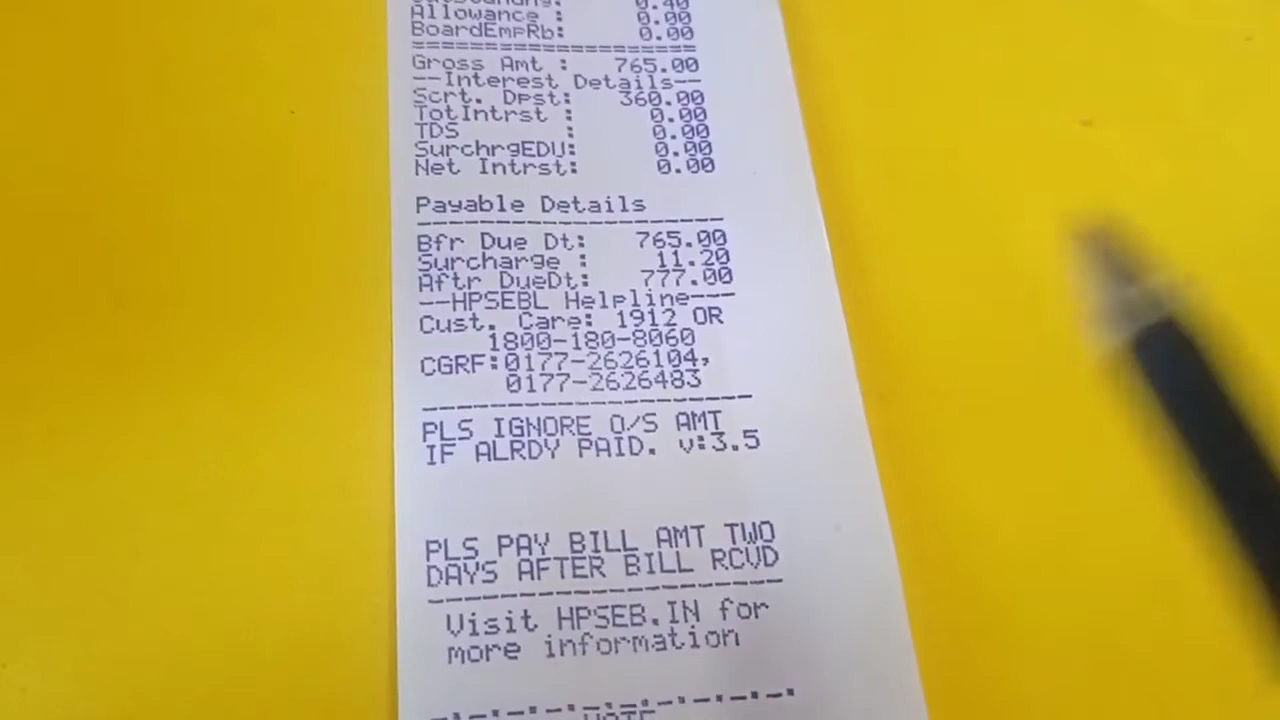 Outstandng: 0.40
Allowance : 0.00
BoardEmpRb: 0.00
====================
Gross Amt : 765.00
--Interest Details--
Scrt. Dpst: 360.00
TotIntrst : 0.00
TDS : 0.00
SurchrgEDU: 0.00
Net Intrst: 0.00
Payable Details
--------------------
Bfr Due Dt: 765.00
Surcharge : 11.20
Aftr DueDt: 777.00
--HPSEBL Helpline---
Cust. Care: 1912 OR
1800-180-8060
CGRF:0177-2626104,
0177-2626483
--------------------
PLS IGNORE O/S AMT
IF ALRDY PAID. v:3.5
PLS PAY BILL AMT TWO
DAYS AFTER BILL RCVD
--------------------
Visit HPSEB.IN for
more information